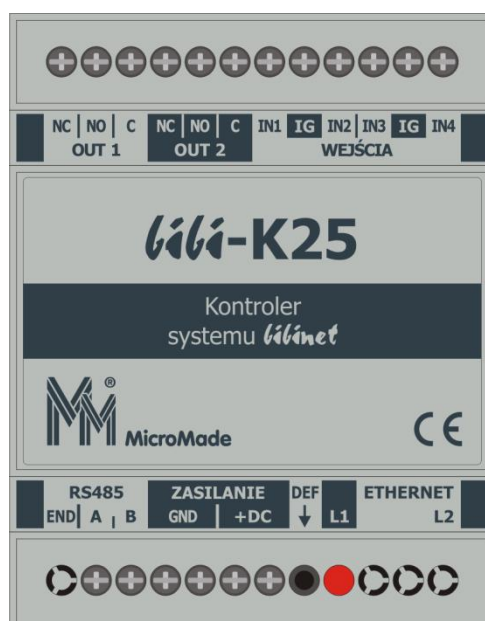 NC NO C NC NO C IN1 IG IN2 IN3 IG IN4
OUT 1 OUT 2 WEJŚCIA
bibi-K25
Kontroler
systemu bibinet
MM®
MicroMade
CE
RS485 ZASILANIE DEF ETHERNET
END A B GND +DC ↓ L1 L2